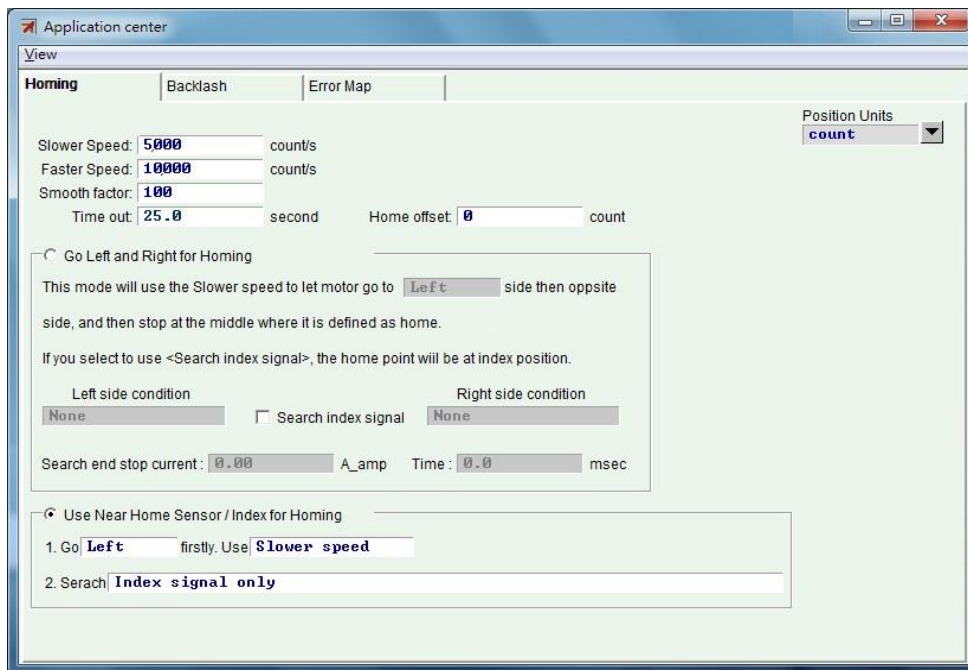 Application center
View
Homing Backlash Error Map
Position Units
count
Slower Speed: 5000 count/s
Faster Speed: 10000 count/s
Smooth factor: 100
Time out: 25.0 second Home offset: 0 count
Go Left and Right for Homing
This mode will use the Slower speed to let motor go to Left side then oppsite
side, and then stop at the middle where it is defined as home.
If you select to use <Search index signal>, the home point wiill be at index position.
Left side condition Right side condition
None Search index signal None
Search end stop current : 0.00 A_amp Time : 0.0 msec
Use Near Home Sensor / Index for Homing
1. Go Left firstly. Use Slower speed
2. Serach Index signal only